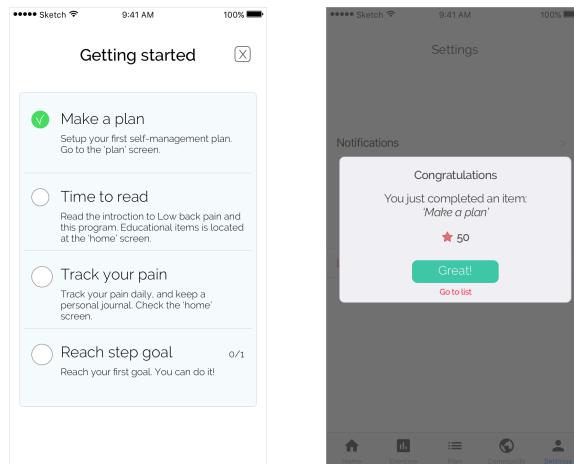 Sketch 9:41 AM 100%
Getting started
X
Make a plan
Setup your first self-management plan.
Go to the 'plan' screen.
Time to read
Read the introction to Low back pain and
this program. Educational items is located
at the 'home' screen.
Track your pain
Track your pain daily, and keep a
personal journal. Check the 'home'
screen.
Reach step goal 0/1
Reach your first goal. You can do it!
Sketch 9:41 AM 100%
Settings
Notifications
Congratulations
You just completed an item:
'Make a plan'
50
Great!
Go to list
Home Exercise Plan Community Settings